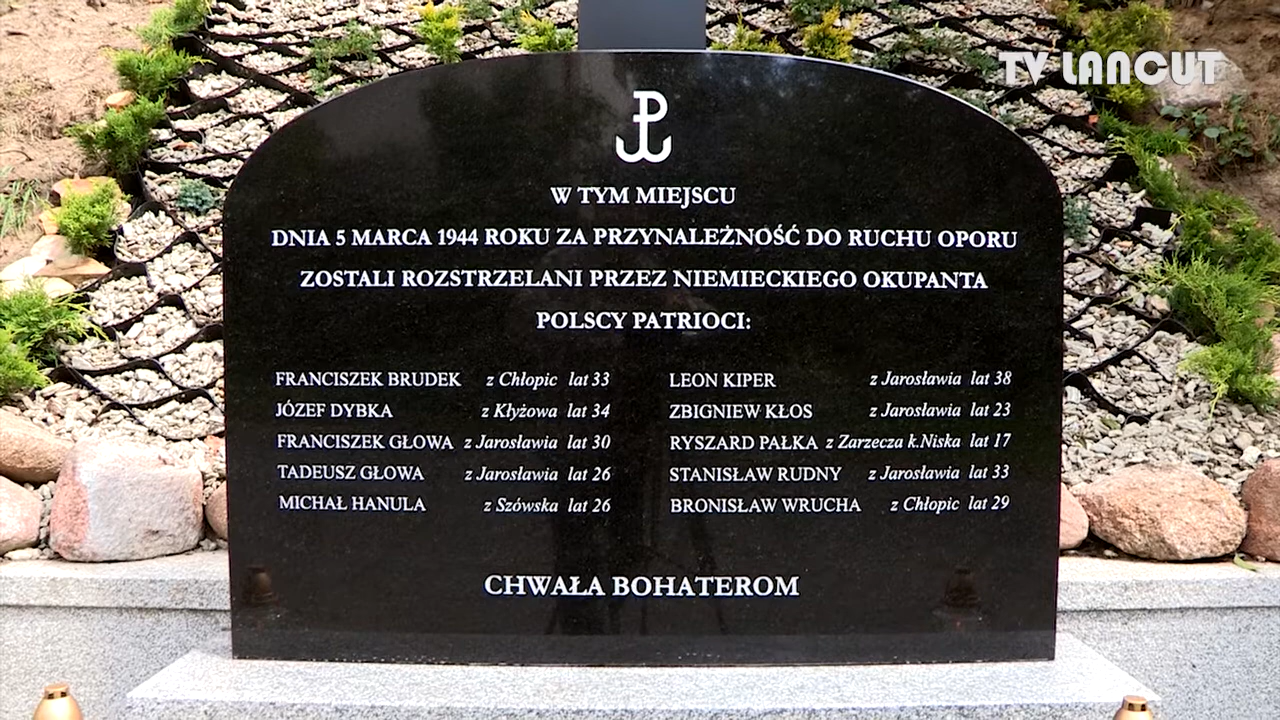 TV LANCUT
W TYM MIEJSCU
DNIA 5 MARCA 1944 ROKU ZA PRZYNALEŻNOŚĆ DO RUCHU OPORU
ZOSTALI ROZSTRZELANI PRZEZ NIEMIECKIEGO OKUPANTA
POLSCY PATRIOCI:
FRANCISZEK BRUDEK z Chłopic lat 33
JÓZEF DYBKA z Kłyżowa lat 34
FRANCISZEK GŁOWA z Jarosławia lat 30
TADEUSZ GŁOWA z Jarosławia lat 26
MICHAŁ HANULA z Szówska lat 26
LEON KIPER z Jarosławia lat 38
ZBIGNIEW KŁOS z Jarosławia lat 23
RYSZARD PAŁKA z Zarzecza k.Niska lat 17
STANISŁAW RUDNY z Jarosławia lat 33
BRONISŁAW WRUCHA z Chłopic lat 29
CHWAŁA BOHATEROM